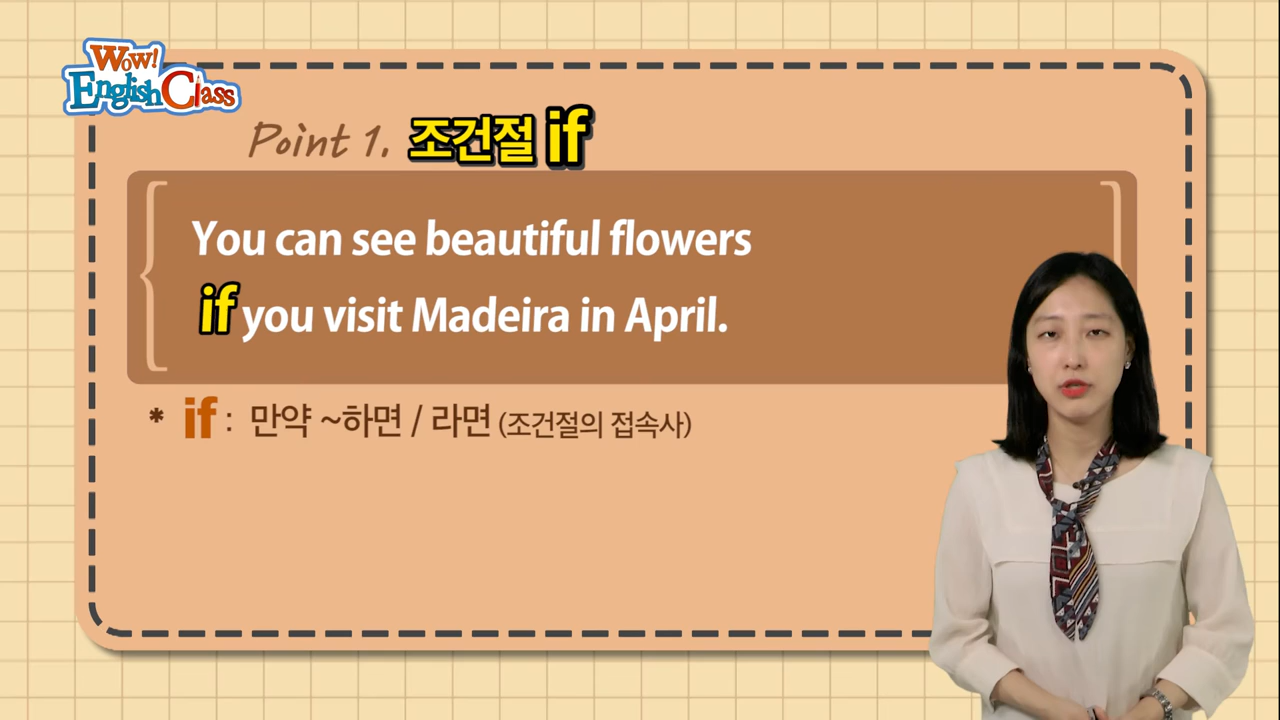 Wow!
English Class
Point 1. 조건절 if
You can see beautiful flowers
if you visit Madeira in April.
* if : 만약 ~하면 / 라면 (조건절의 접속사)